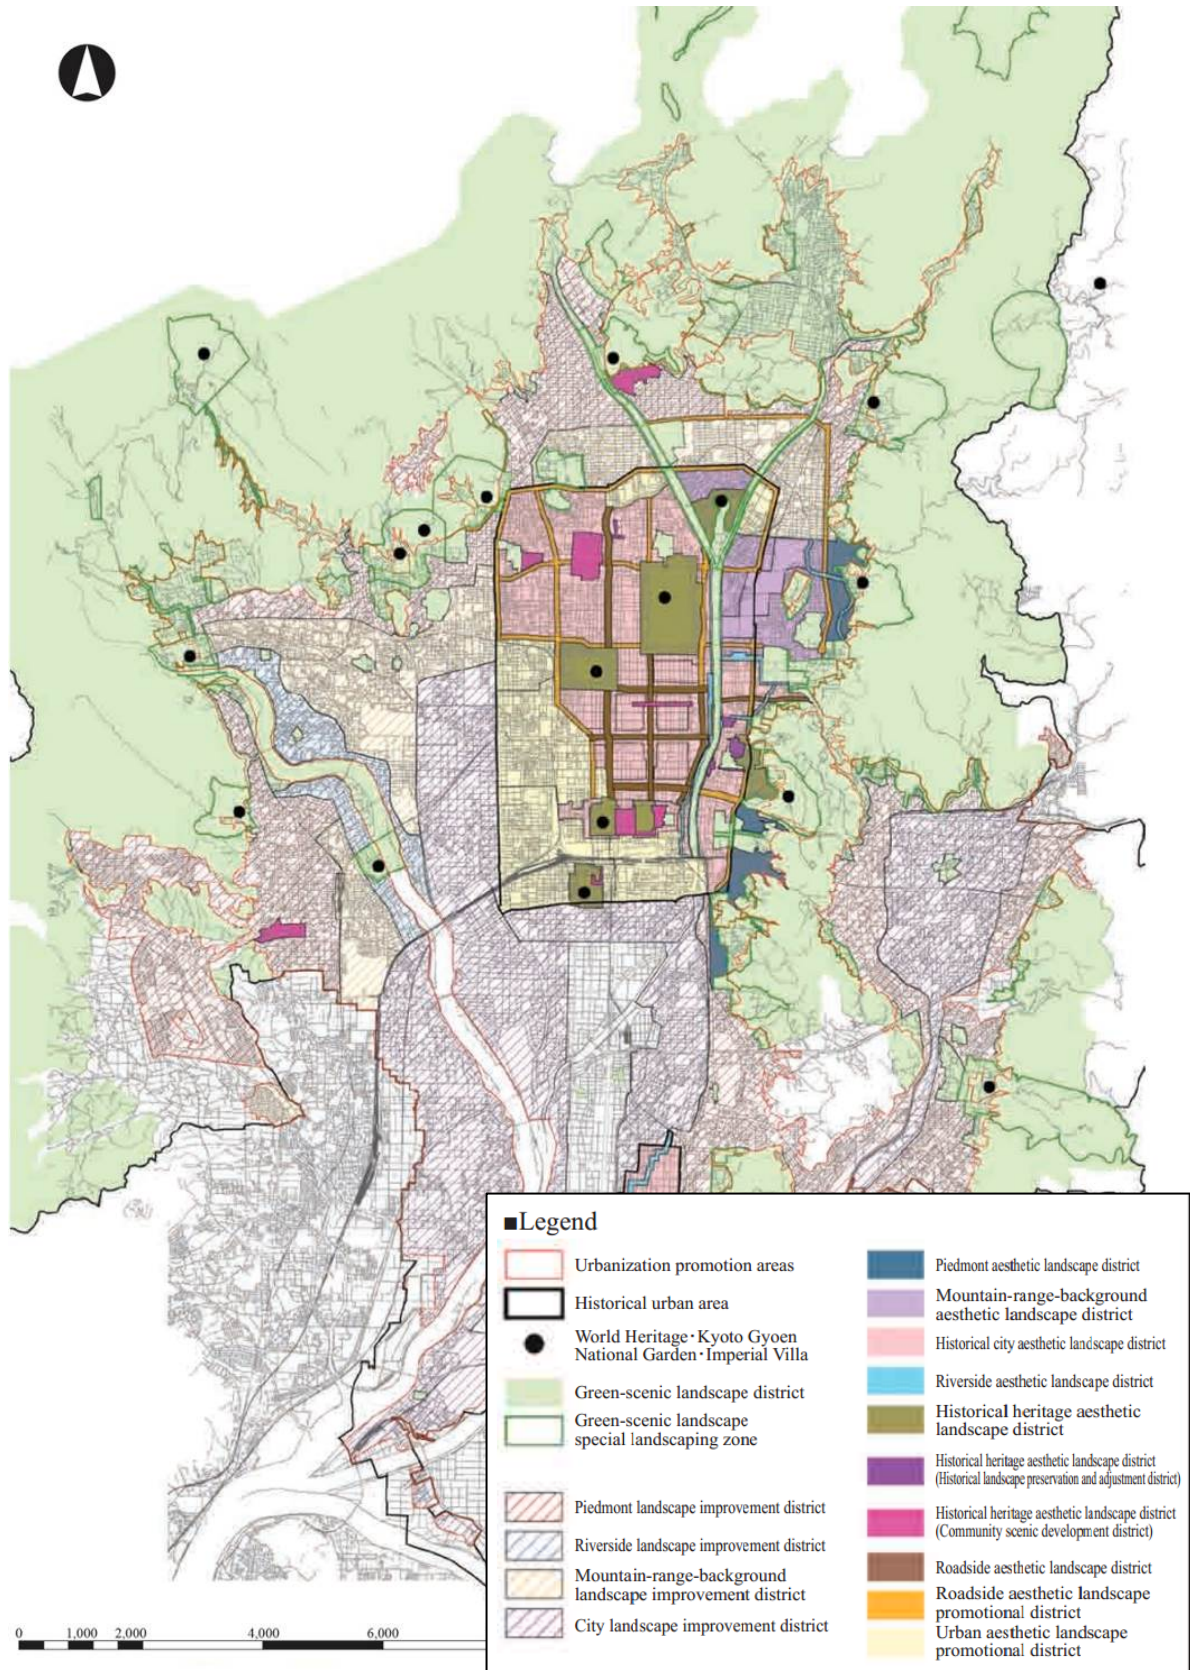 ■Legend
Urbanization promotion areas
Historical urban area
World Heritage・Kyoto Gyoen
National Garden・Imperial Villa
Green-scenic landscape district
Green-scenic landscape
special landscaping zone
Piedmont landscape improvement district
Riverside landscape improvement district
Mountain-range-background
landscape improvement district
City landscape improvement district
Piedmont aesthetic landscape district
Mountain-range-background
aesthetic landscape district
Historical city aesthetic landscape district
Riverside aesthetic landscape district
Historical heritage aesthetic
landscape district
Historical heritage aesthetic landscape district
(Historical landscape preservation and adjustment district)
Historical heritage aesthetic landscape district
(Community scenic development district)
Roadside aesthetic landscape district
Roadside aesthetic landscape
promotional district
Urban aesthetic landscape
promotional district
0 1,000 2,000 4,000 6,000